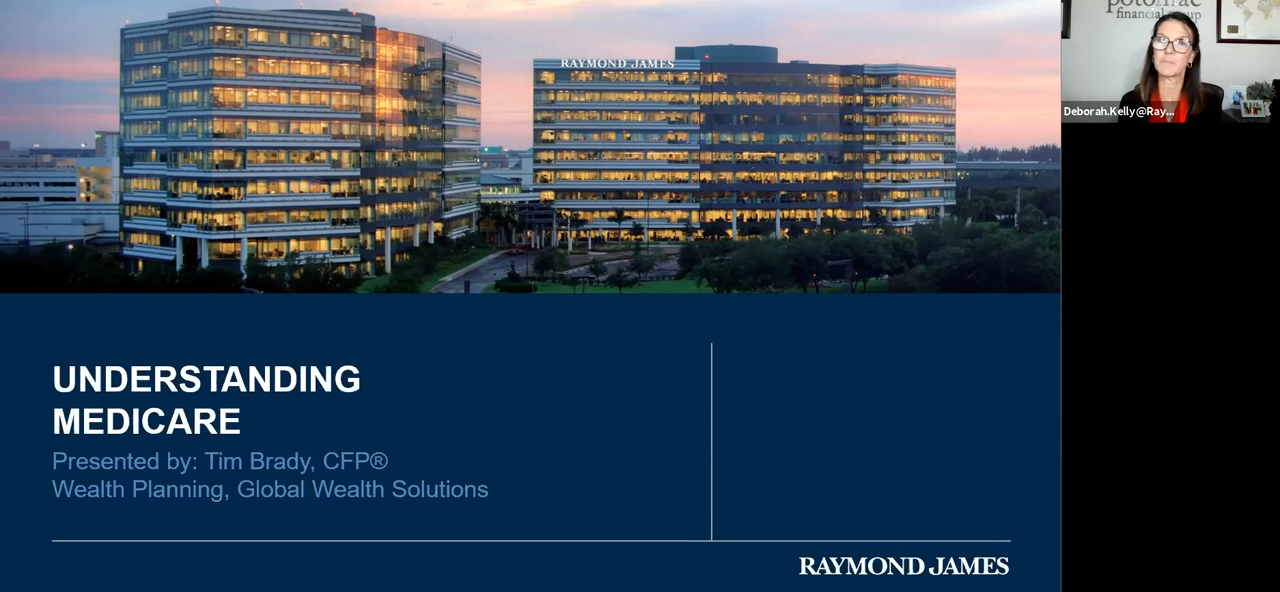 RAYMOND JAMES
potomac
financial group
Deborah.Kelly@Ray...
UNDERSTANDING
MEDICARE
Presented by: Tim Brady, CFP®
Wealth Planning, Global Wealth Solutions
RAYMOND JAMES